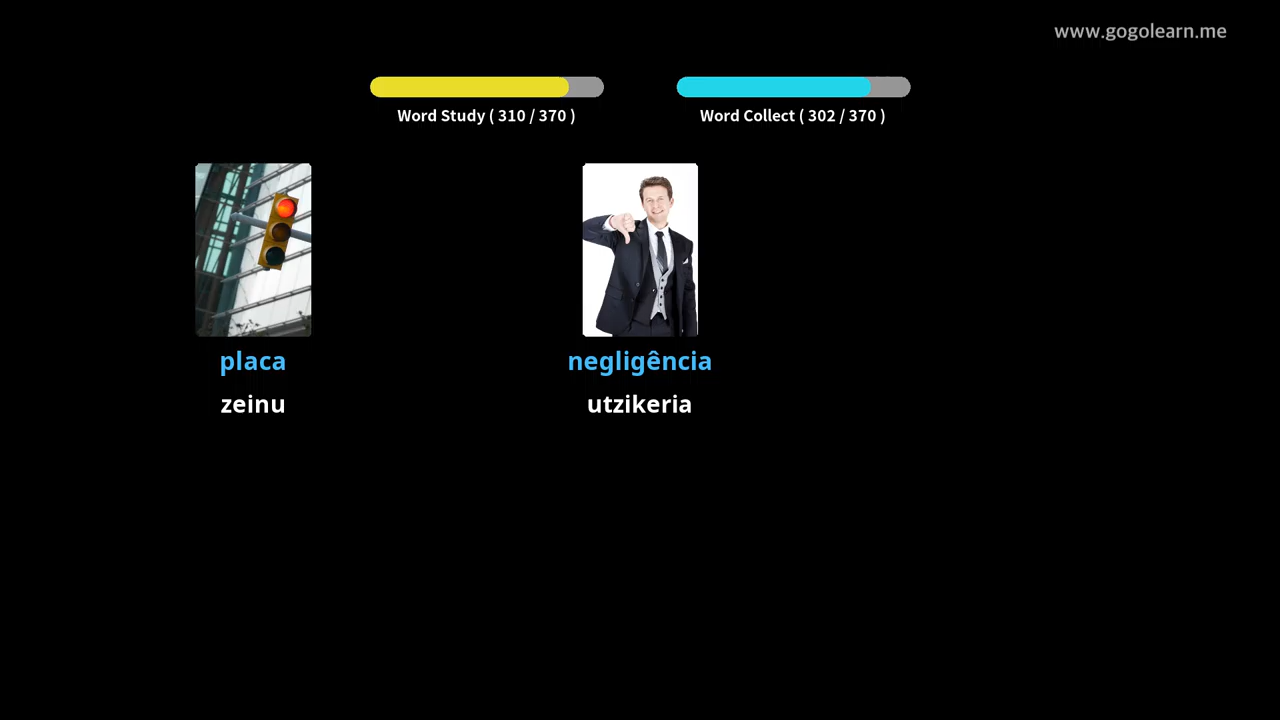 www.gogolearn.me
Word Study ( 310 / 370 )
Word Collect ( 302 / 370 )
placa
negligência
zeinu
utzikeria